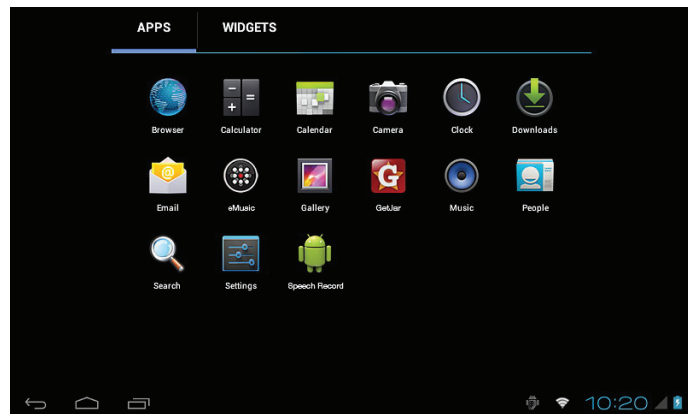 APPS WIDGETS
Browser Calculator Calendar Camera Clock Downloads
Email eMusic Gallery GetJar Music People
Search Settings Speech Record
10:20